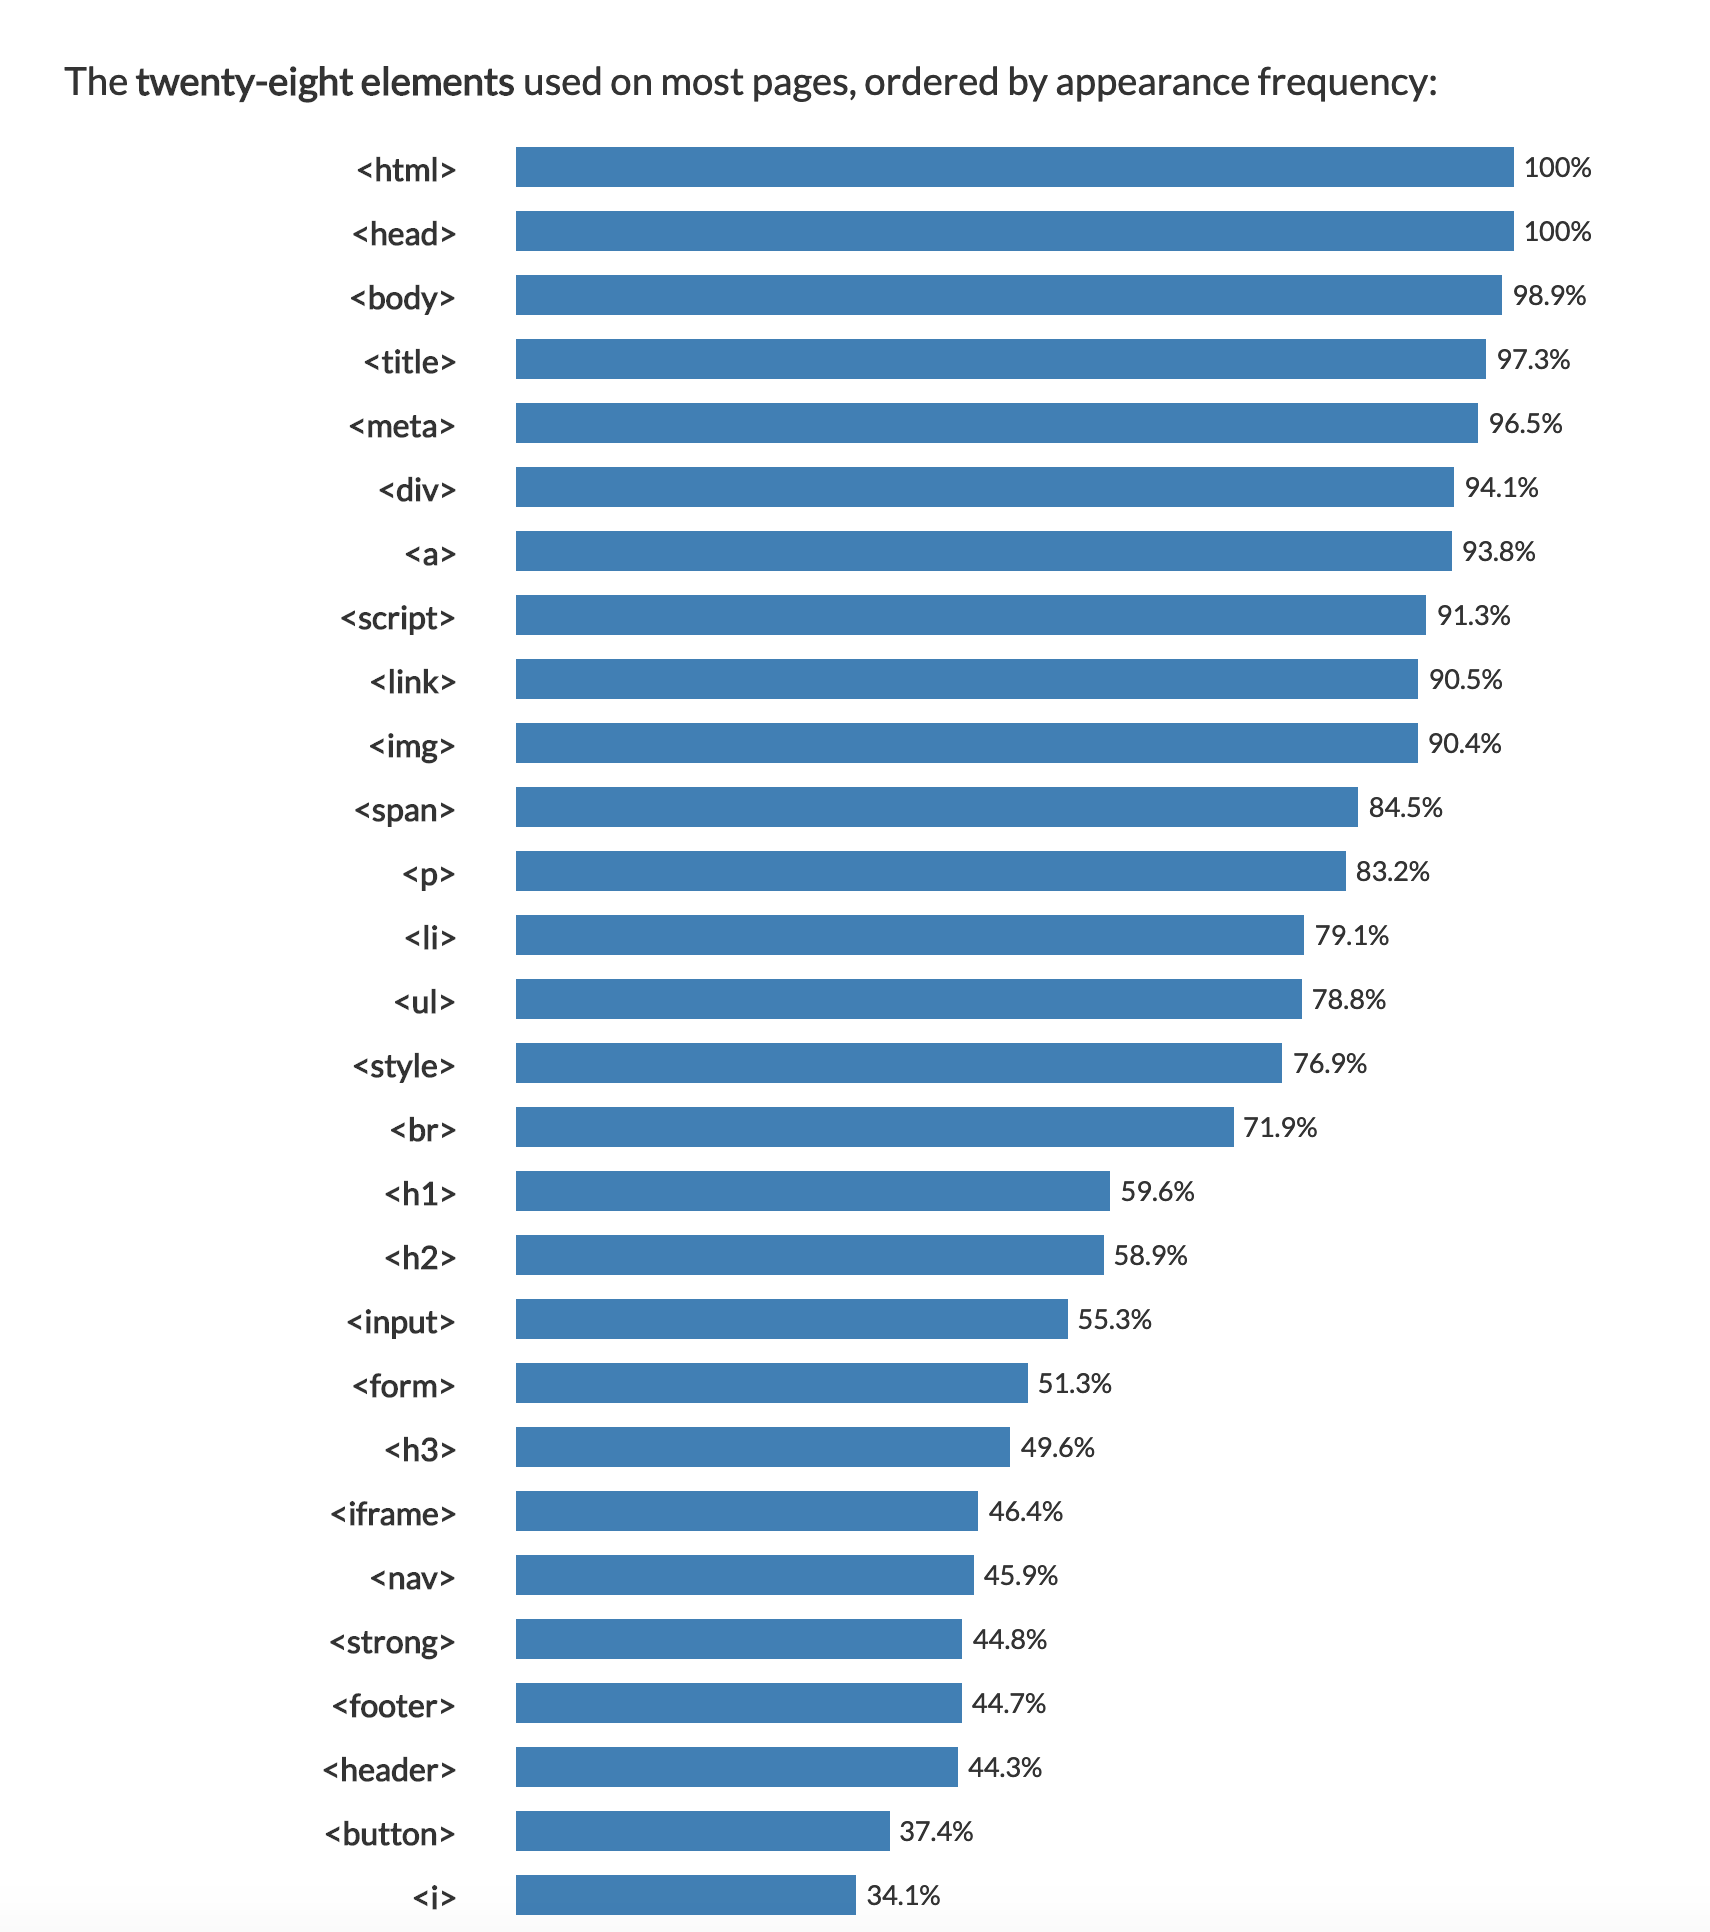 The twenty-eight elements used on most pages, ordered by appearance frequency:
<html> 100%
<head> 100%
<body> 98.9%
<title> 97.3%
<meta> 96.5%
<div> 94.1%
<a> 93.8%
<script> 91.3%
<link> 90.5%
<img> 90.4%
<span> 84.5%
<p> 83.2%
<li> 79.1%
<ul> 78.8%
<style> 76.9%
<br> 71.9%
<h1> 59.6%
<h2> 58.9%
<input> 55.3%
<form> 51.3%
<h3> 49.6%
<iframe> 46.4%
<nav> 45.9%
<strong> 44.8%
<footer> 44.7%
<header> 44.3%
<button> 37.4%
<i> 34.1%